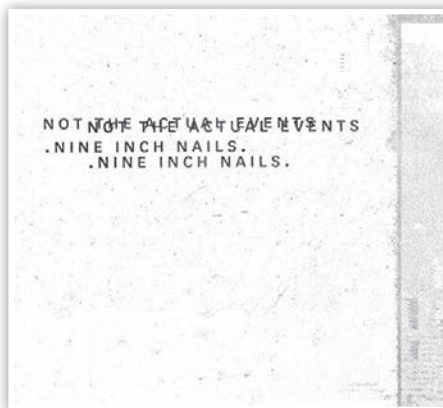 NOT THE ACTUAL EVENTS
NOT THE ACTUAL EVENTS
.NINE INCH NAILS.
.NINE INCH NAILS.